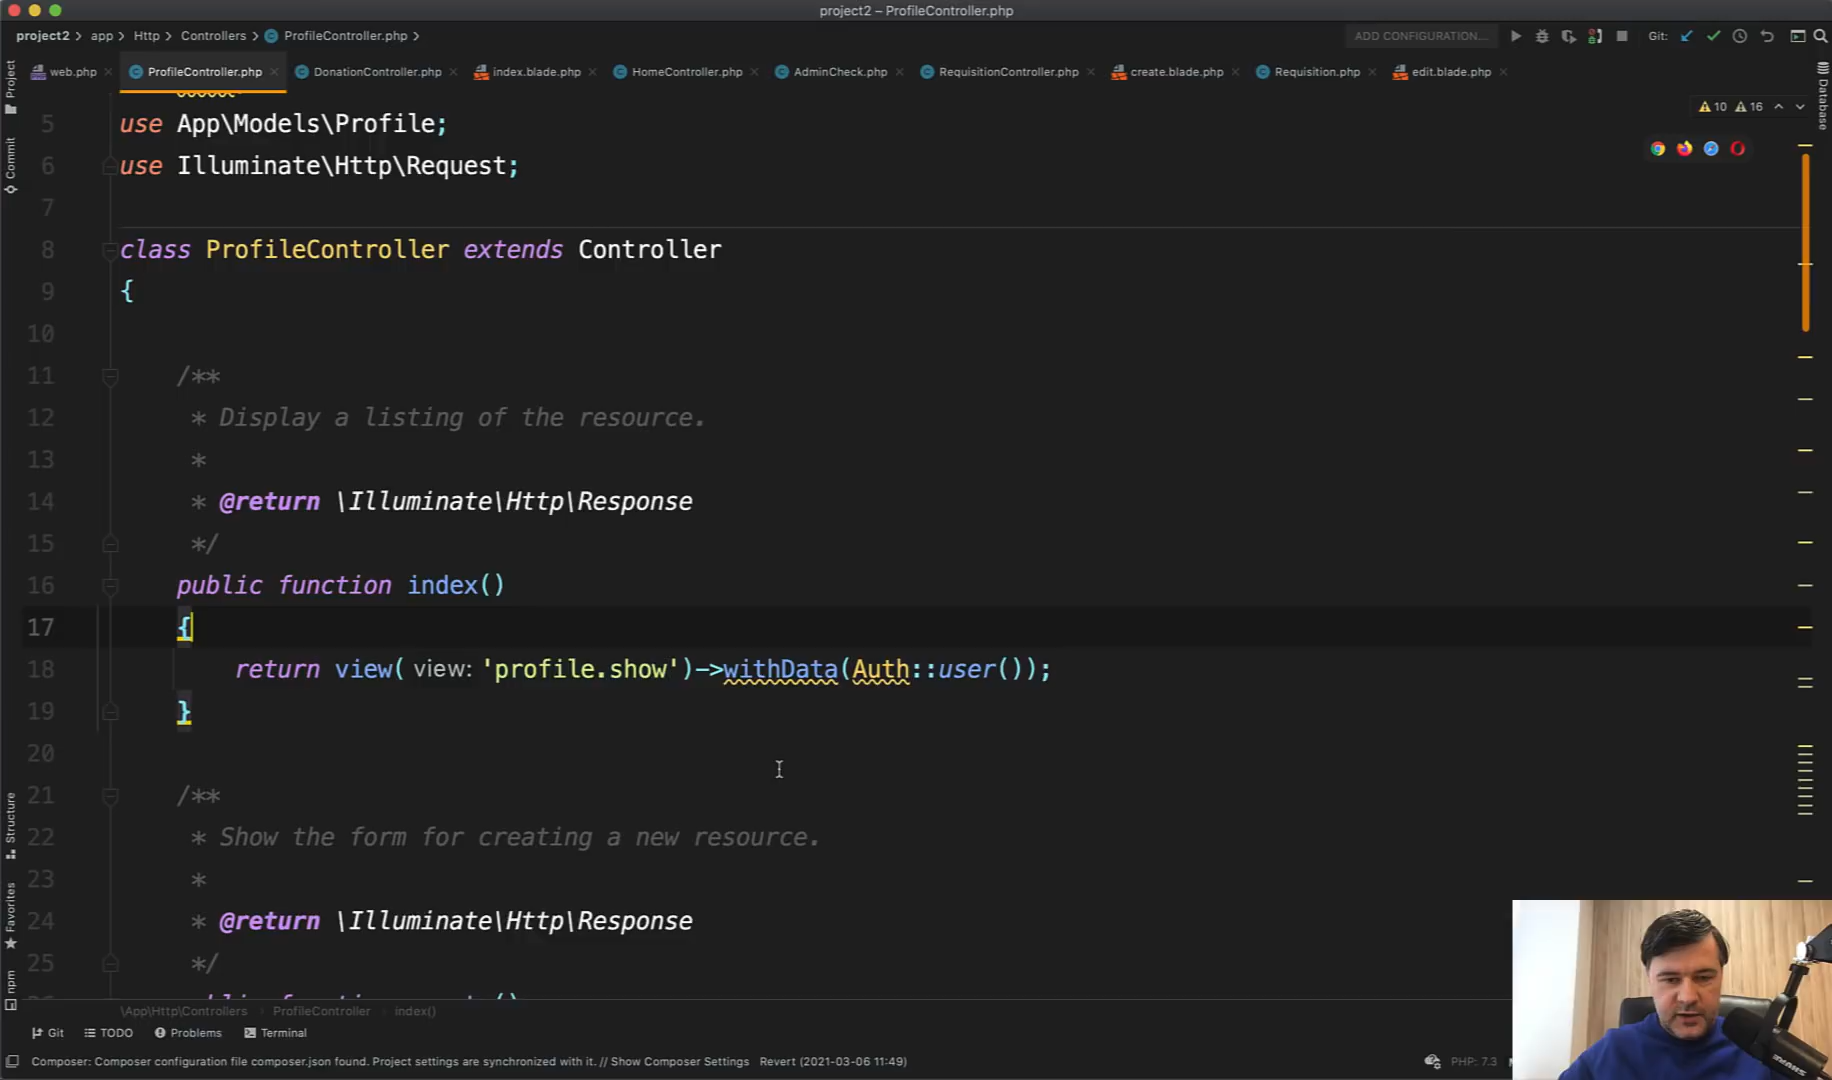 project2 – ProfileController.php
project2 > app > Http > Controllers > ProfileController.php >
ADD CONFIGURATION...
Git:
web.php
ProfileController.php
DonationController.php
index.blade.php
HomeController.php
AdminCheck.php
RequisitionController.php
create.blade.php
Requisition.php
edit.blade.php
Project
Commit
Structure
Favorites
npm
Database
10 16
5 use App\Models\Profile;
6 use Illuminate\Http\Request;
7
8 class ProfileController extends Controller
9 {
10
11 /**
12 * Display a listing of the resource.
13 *
14 * @return \Illuminate\Http\Response
15 */
16 public function index()
17 {
18 return view( view: 'profile.show')->withData(Auth::user());
19 }
20
21 /**
22 * Show the form for creating a new resource.
23 *
24 * @return \Illuminate\Http\Response
25 */
\App\Http\Controllers > ProfileController > index()
Git TODO Problems Terminal
Composer: Composer configuration file composer.json found. Project settings are synchronized with it. // Show Composer Settings Revert (2021-03-06 11:49)
PHP: 7.3